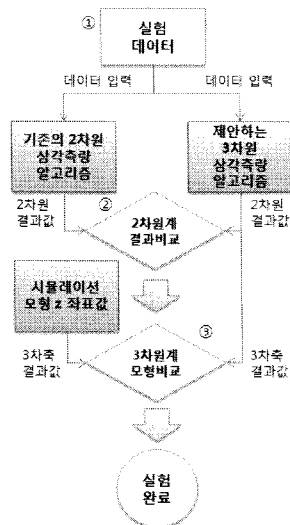 ①
실험
데이터
데이터 입력
데이터 입력
기존의 2차원
삼각측량
알고리즘
제안하는
3차원
삼각측량
알고리즘
2차원
결과값
②
2차원
결과값
2차원계
결과비교
시뮬레이션
모형 z 좌표값
③
3차축
결과값
3차원계
모형비교
3차축
결과값
실험
완료